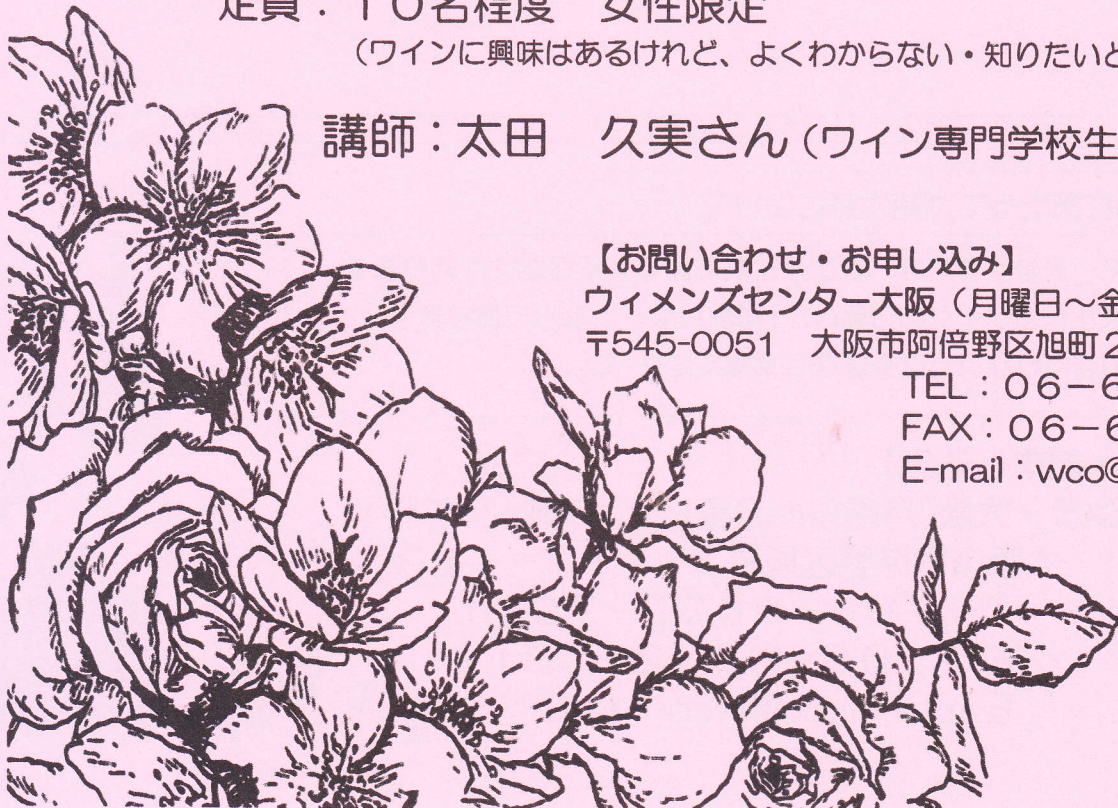 定員：１０名程度　女性限定
（ワインに興味はあるけれど、よくわからない・知りたいと
講師：太田　久実さん（ワイン専門学校生
【お問い合わせ・お申し込み】
ウィメンズセンター大阪（月曜日～金
〒545-0051　大阪市阿倍野区旭町２
TEL：０６－６
FAX：０６－６
E-mail：wco@